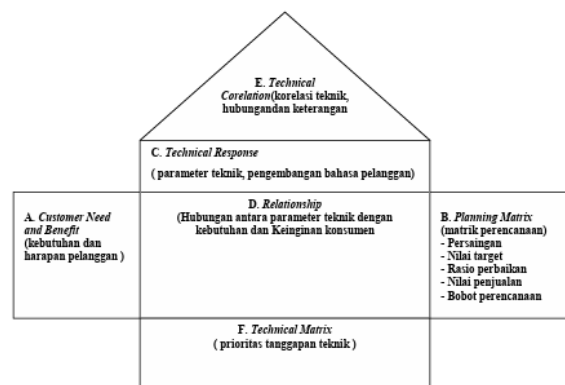 E. Technical
Corelation(korelasi teknik,
hubungandan keterangan
C. Technical Response
( parameter teknik, pengembangan bahasa pelanggan)
A. Customer Need
and Benefit
(kebutuhan dan
harapan pelanggan )
D. Relationship
(Hubungan antara parameter teknik dengan
kebutuhan dan Keinginan konsumen
B. Planning Matrix
(matrik perencanaan)
- Persaingan
- Nilai target
- Rasio perbaikan
- Nilai penjualan
- Bobot perencanaan
F. Technical Matrix
( prioritas tanggapan teknik )